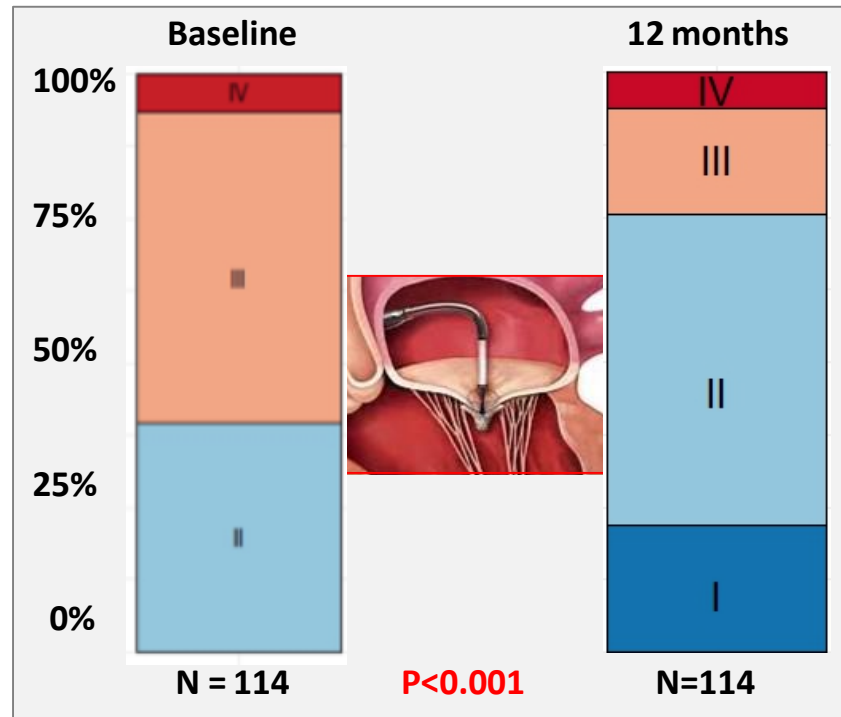 Baseline
12 months
100%
75%
50%
25%
0%
IV
III
II
IV
III
II
I
N = 114
P<0.001
N=114